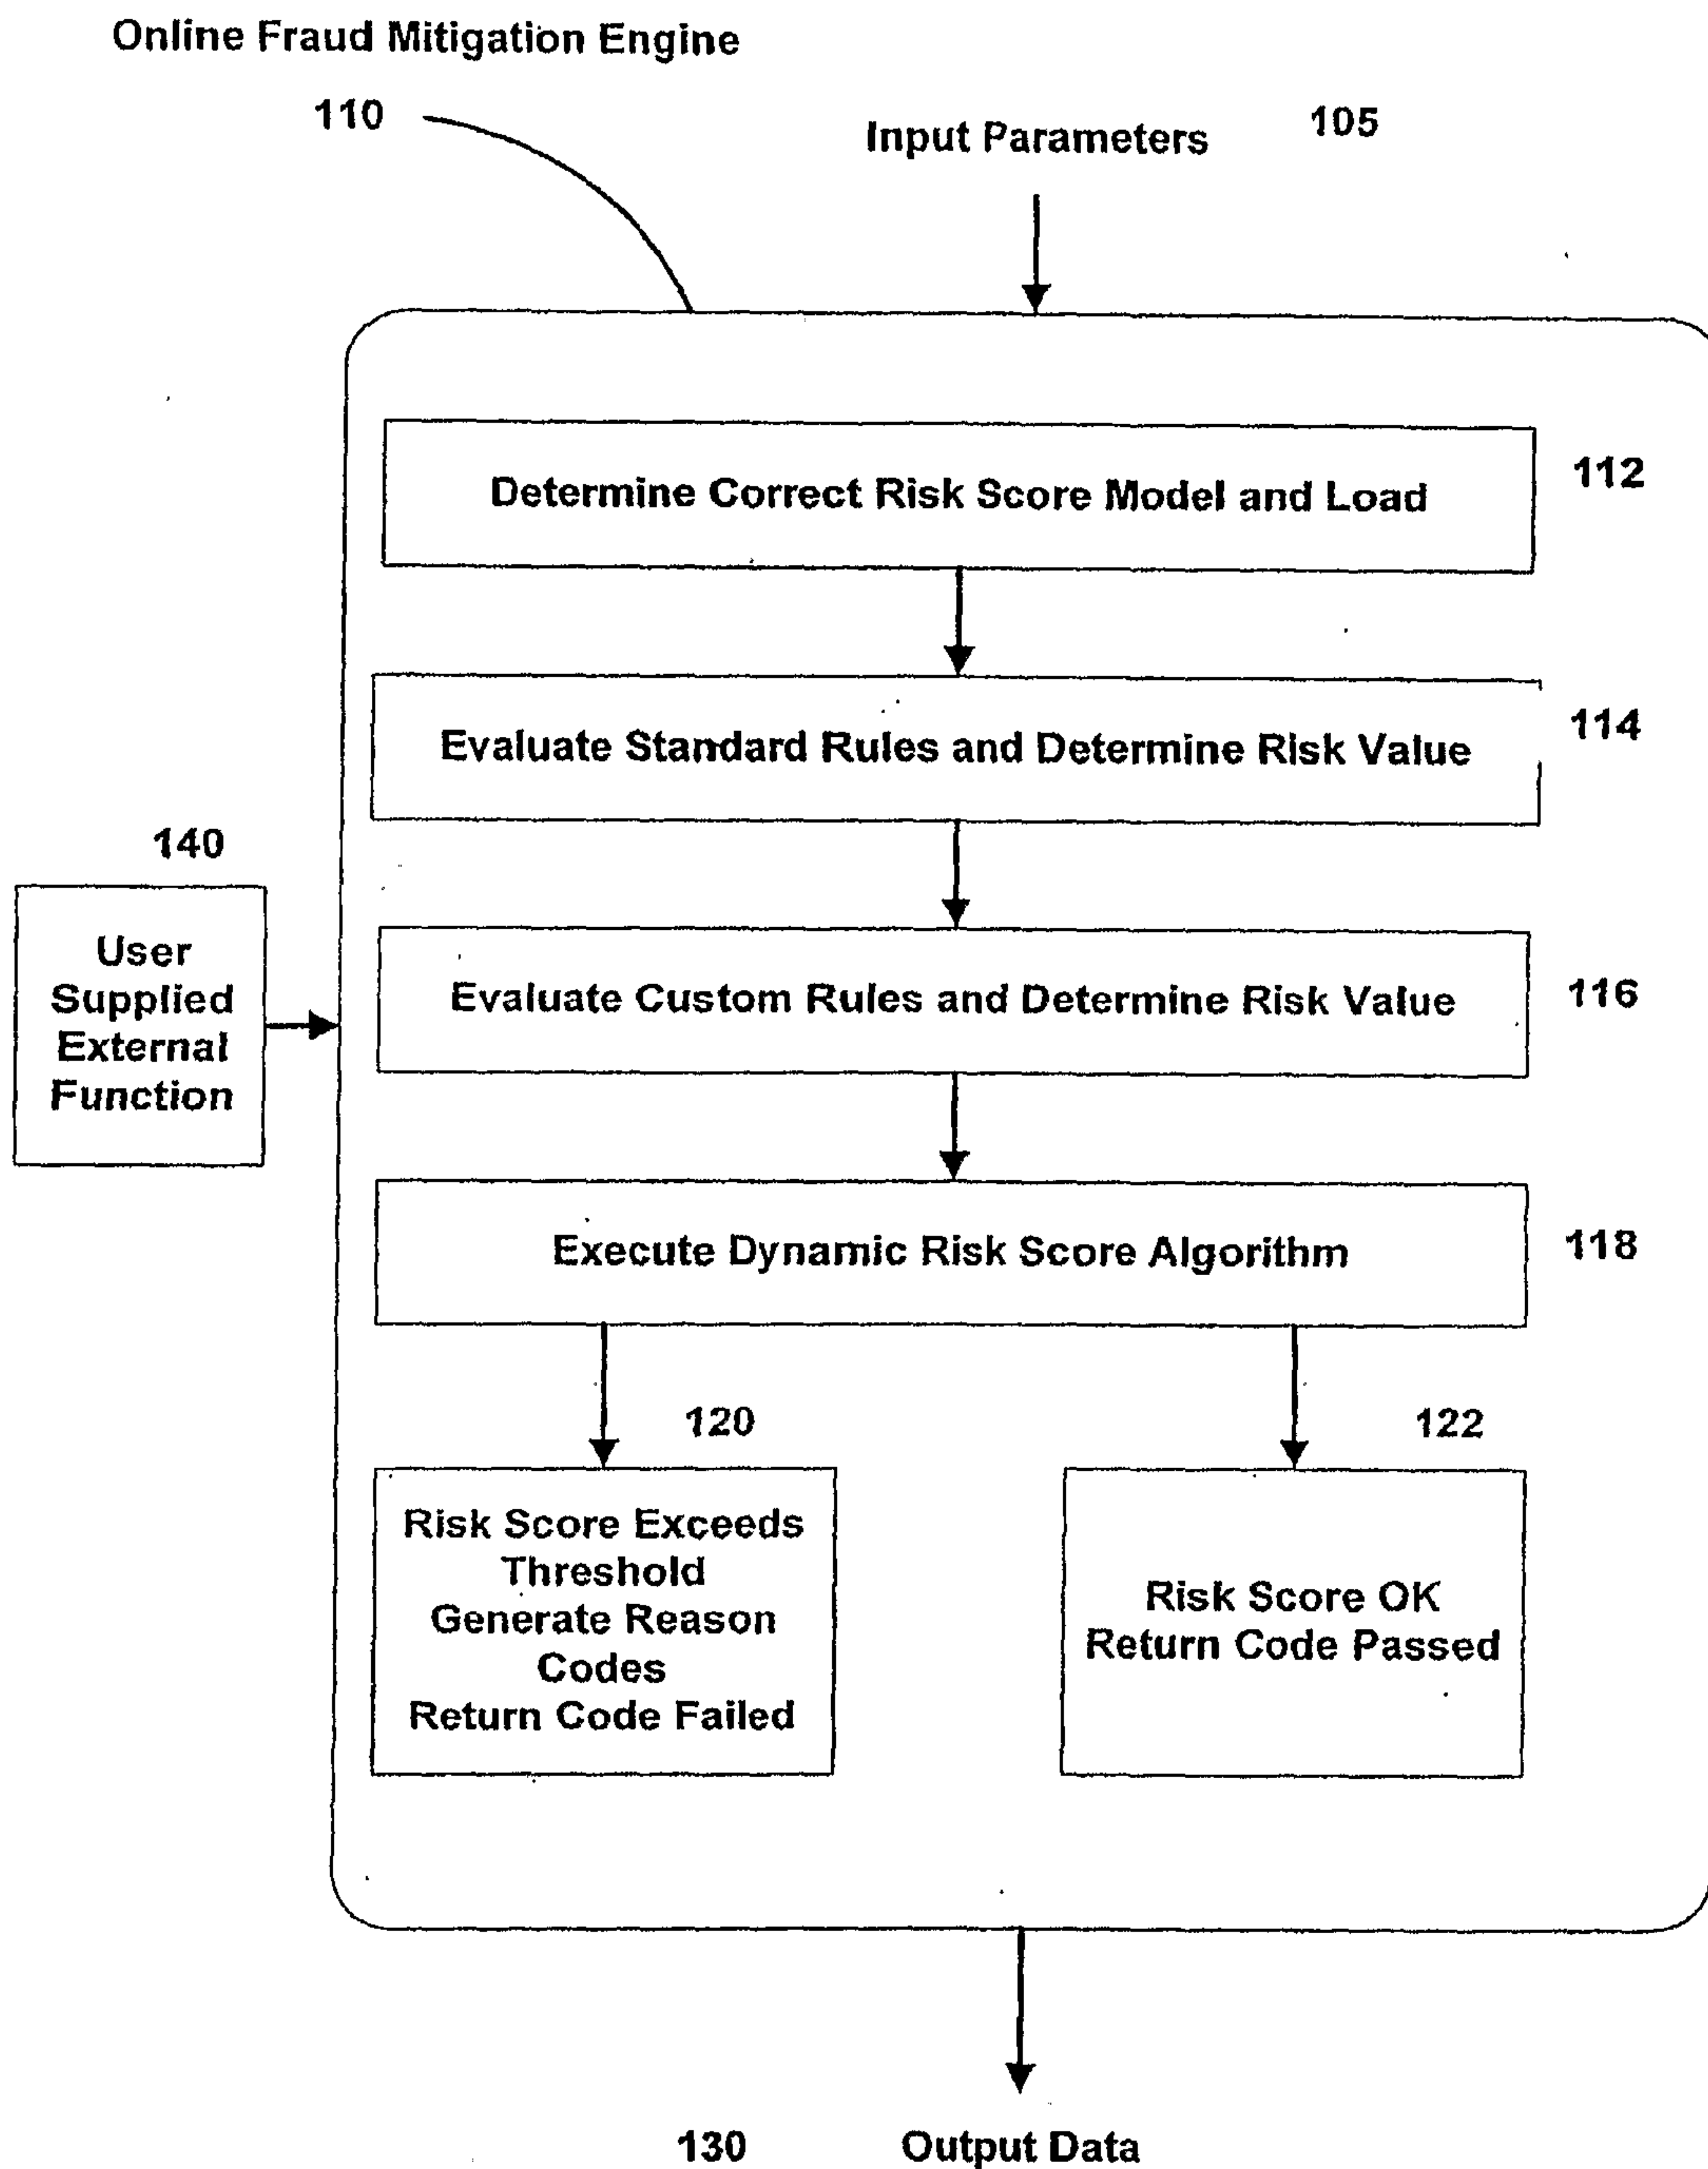 Online Fraud Mitigation Engine
110
Input Parameters 105
Determine Correct Risk Score Model and Load 112
Evaluate Standard Rules and Determine Risk Value 114
140
User
Supplied
External
Function
Evaluate Custom Rules and Determine Risk Value 116
Execute Dynamic Risk Score Algorithm 118
120
Risk Score Exceeds
Threshold
Generate Reason
Codes
Return Code Failed
122
Risk Score OK
Return Code Passed
130 Output Data